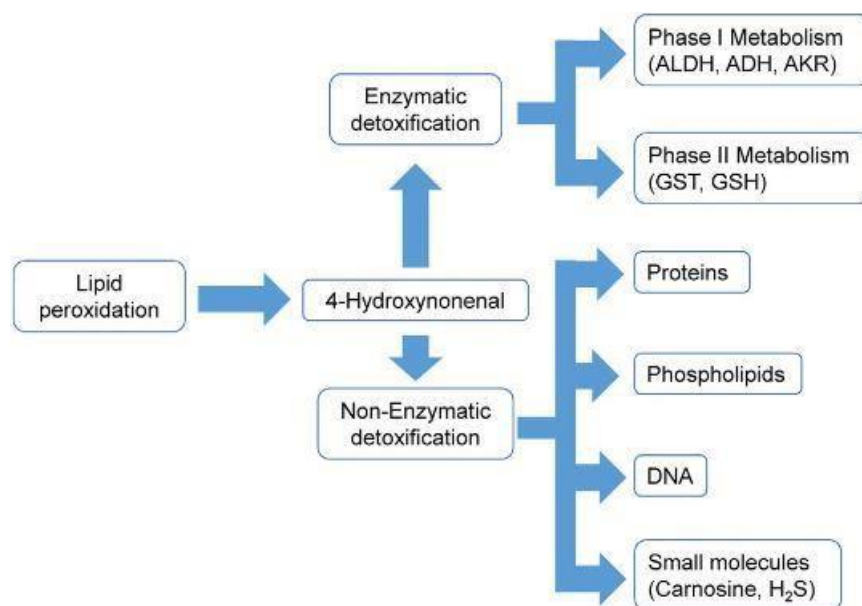 Phase I Metabolism
(ALDH, ADH, AKR)
Enzymatic
detoxification
Phase II Metabolism
(GST, GSH)
Lipid
peroxidation
4-Hydroxynonenal
Proteins
Phospholipids
Non-Enzymatic
detoxification
DNA
Small molecules
(Carnosine, H₂S)